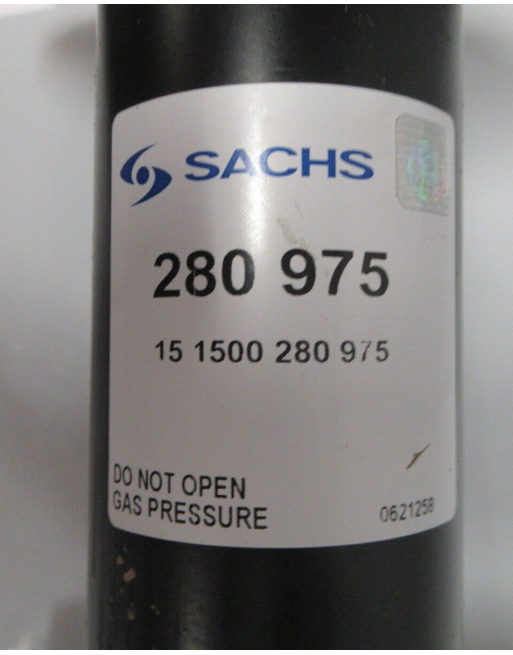 SACHS
280 975
15 1500 280 975
DO NOT OPEN
GAS PRESSURE
062125B